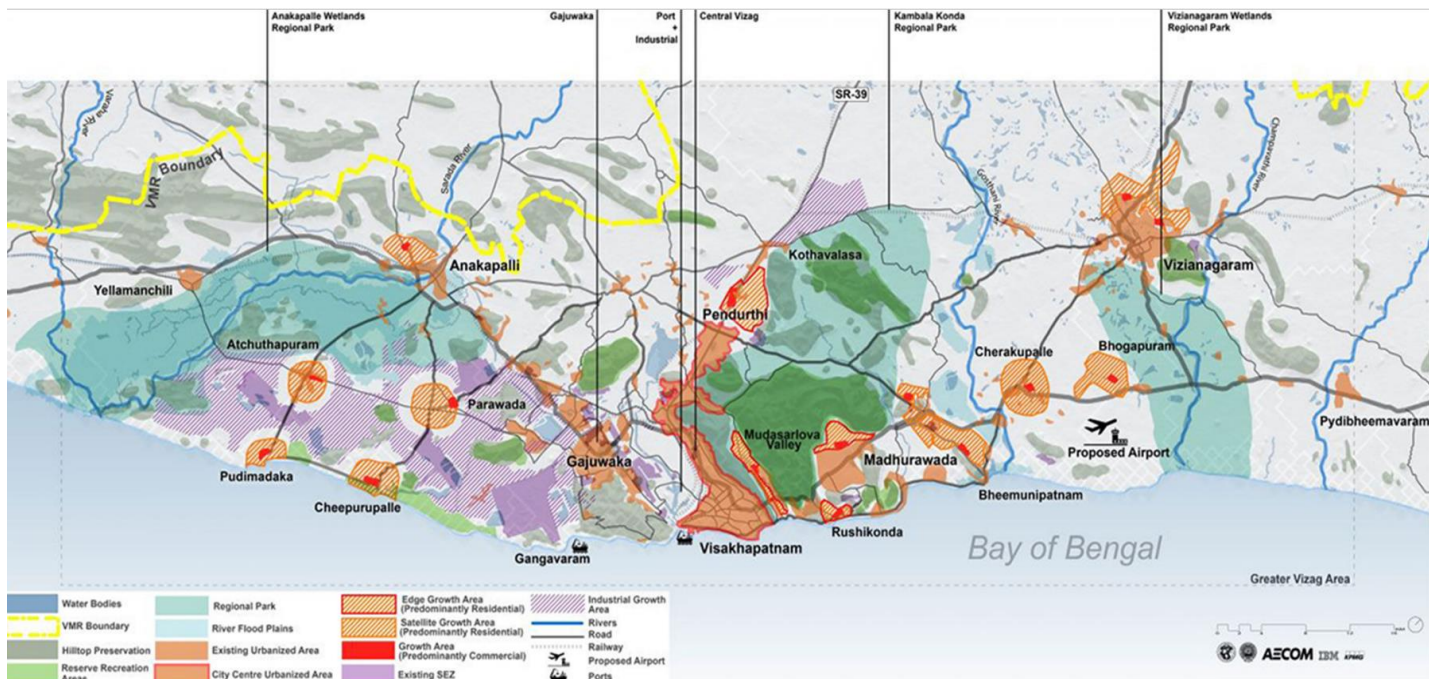 Anakapalle Wetlands
Regional Park
Gajuwaka
Port
+
Industrial
Central Vizag
Kambala Konda
Regional Park
Vizianagaram Wetlands
Regional Park
SR-39
Varaha River
VMR Boundary
Sarada River
Gosthani River
Champavathi River
Anakapalli
Kothavalasa
Vizianagaram
Yellamanchili
Pendurthi
Atchuthapuram
Cherakupalle
Bhogapuram
Parawada
Mudasarlova
Valley
Pydibheemavaram
Proposed Airport
Gajuwaka
Madhurawada
Pudimadaka
Cheepurupalle
Bheemunipatnam
Rushikonda
Gangavaram
Visakhapatnam
Bay of Bengal
Greater Vizag Area
Water Bodies
VMR Boundary
Hilltop Preservation
Reserve Recreation
Areas
Regional Park
River Flood Plains
Existing Urbanized Area
City Centre Urbanized Area
Edge Growth Area
(Predominantly Residential)
Satellite Growth Area
(Predominantly Residential)
Growth Area
(Predominantly Commercial)
Existing SEZ
Industrial Growth
Area
Rivers
Road
Railway
Proposed Airport
Ports
AECOM IBM KPMG